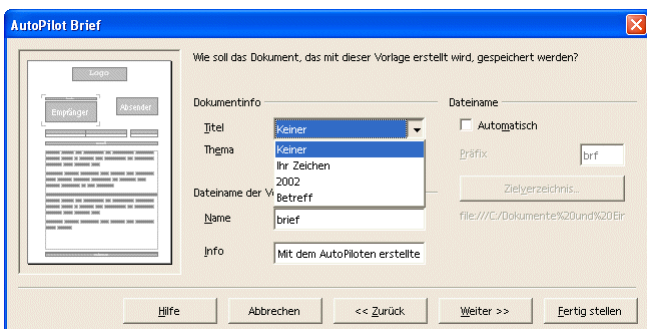 AutoPilot Brief
Wie soll das Dokument, das mit dieser Vorlage erstellt wird, gespeichert werden?
Logo
Empfänger
Absender
Dokumentinfo
Titel
Keiner
Thema
Keiner
Ihr Zeichen
2002
Betreff
Dateiname der V
Name
brief
Info
Mit dem AutoPiloten erstellte
Dateiname
Automatisch
Präfix
brf
Zielverzeichnis...
file:///C:/Dokumente%20und%20Ein
Hilfe
Abbrechen
<< Zurück
Weiter >>
Fertig stellen